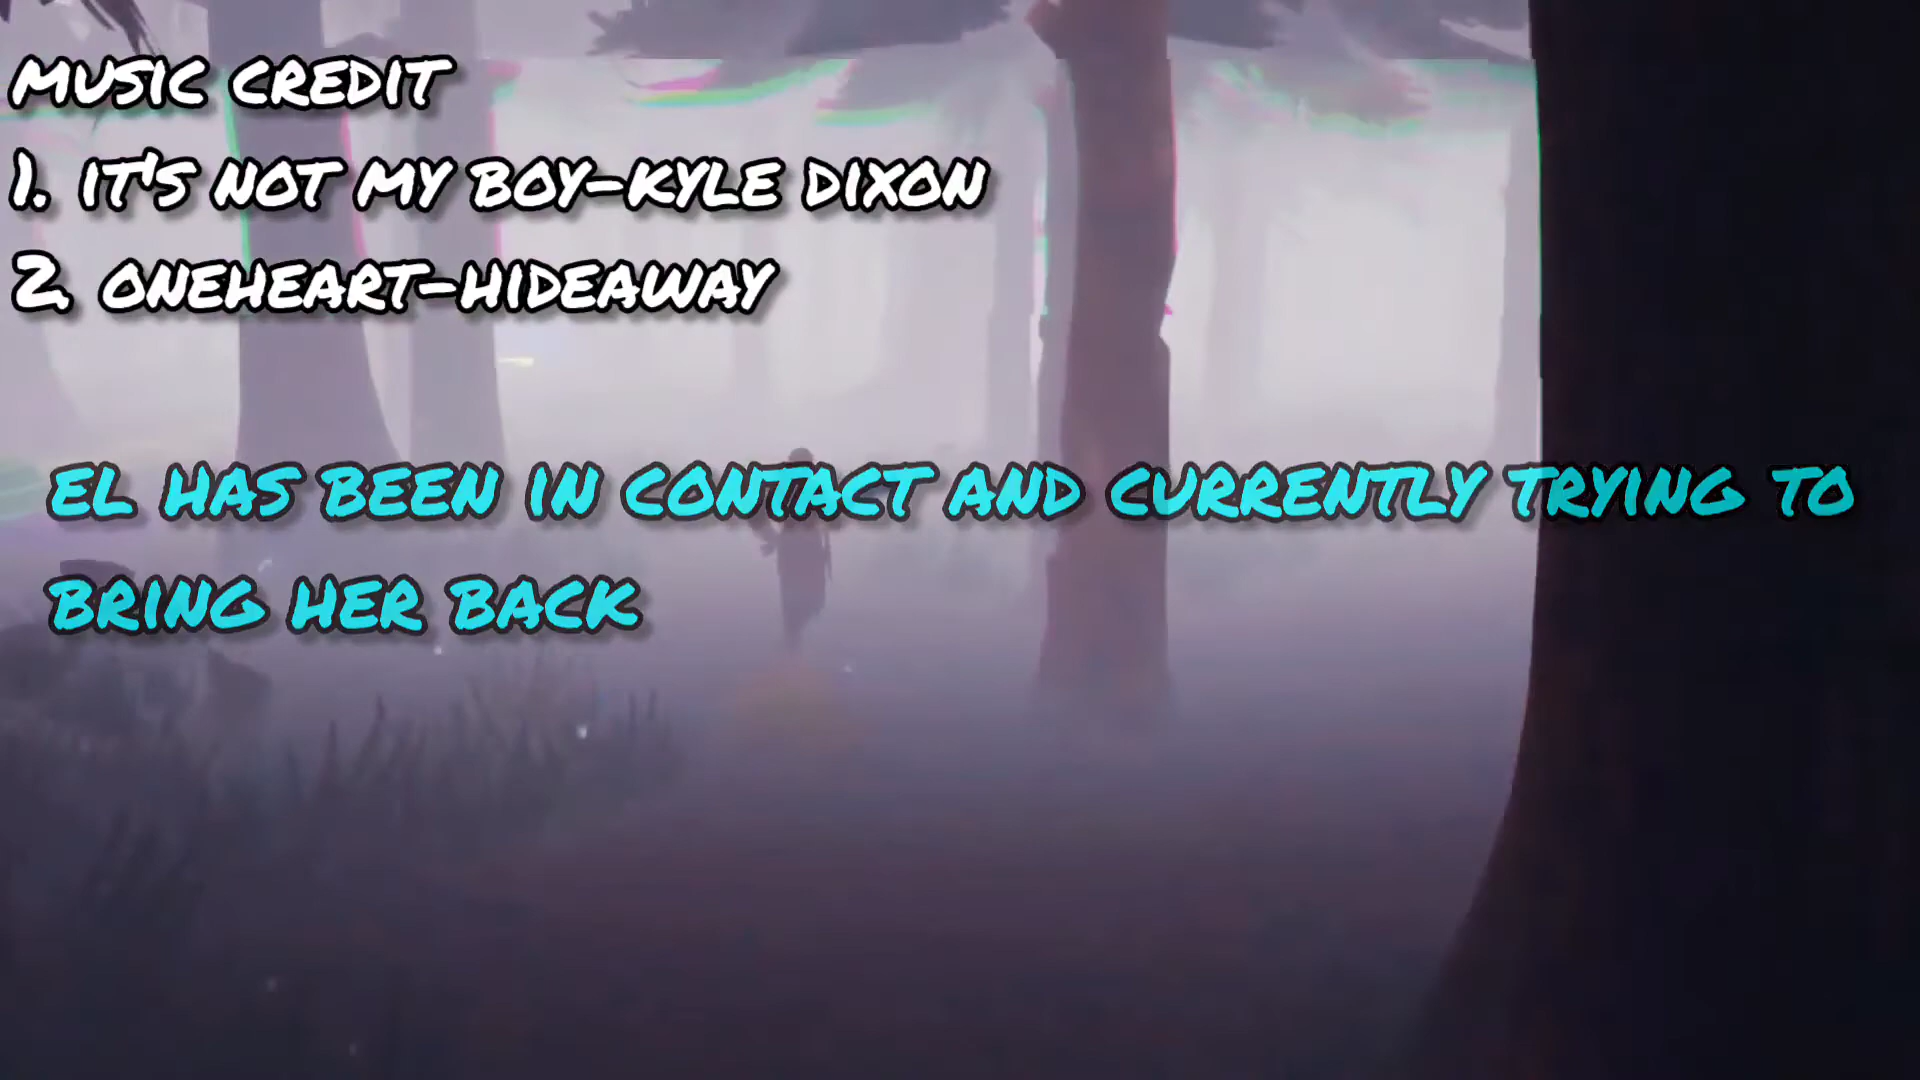 MUSIC CREDIT
1. IT'S NOT MY BOY-KYLE DIXON
2. ONEHEART-HIDEAWAY
EL HAS BEEN IN CONTACT AND CURRENTLY TRYING TO
BRING HER BACK